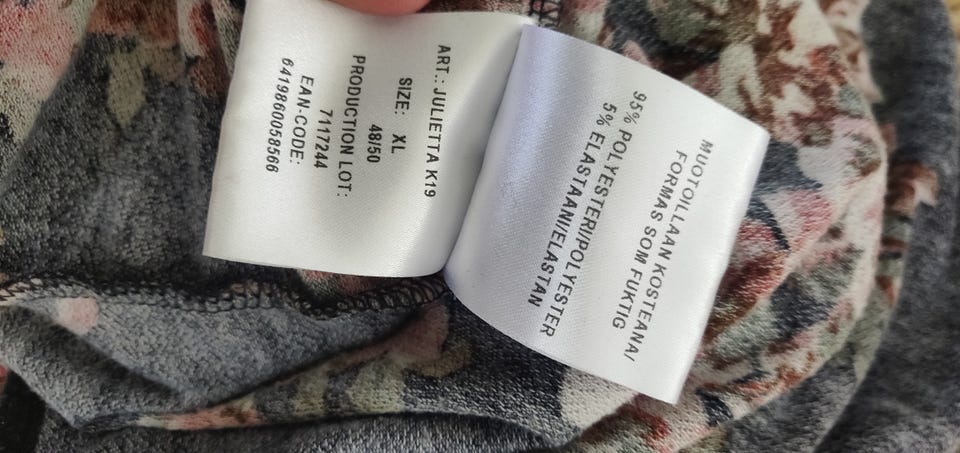 ART.: JULIETTA K19
SIZE: XL
48/50
PRODUCTION LOT.:
7117244
EAN-CODE:
6419860058566
MUOTOILLAAN KOSTEANA/
FORMAS SOM FUKTIG
95% POLYESTERI/POLYESTER
5% ELASTAANI/ELASTAN